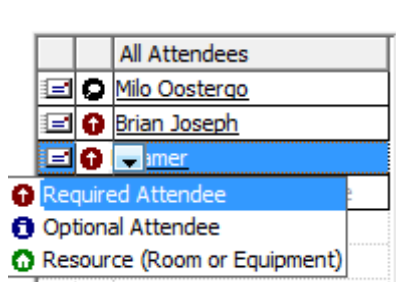 All Attendees
Milo Oostergo
Brian Joseph
amer
Required Attendee
Optional Attendee
Resource (Room or Equipment)